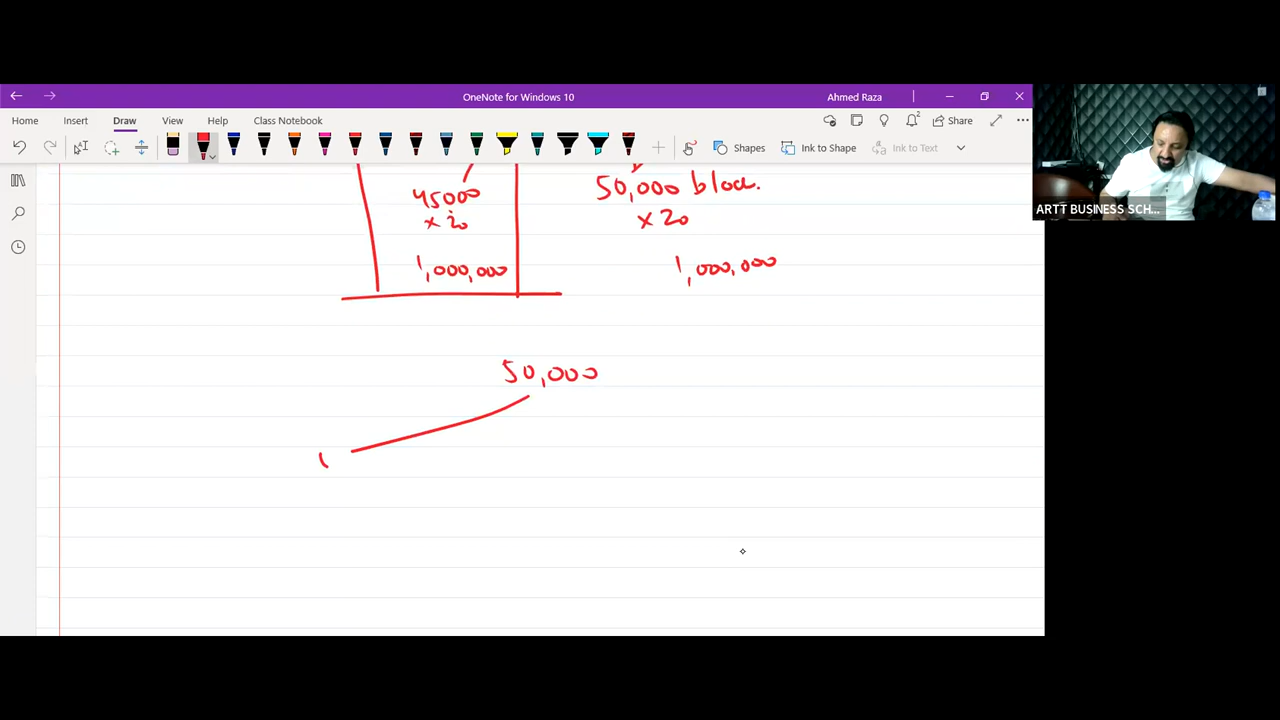 OneNote for Windows 10
Ahmed Raza
Home Insert Draw View Help Class Notebook
Share
Shapes Ink to Shape Ink to Text
45000
x 20
1,000,000
50,000 bloc.
x 20
1,000,000
50,000
ARTT BUSINESS SCH...